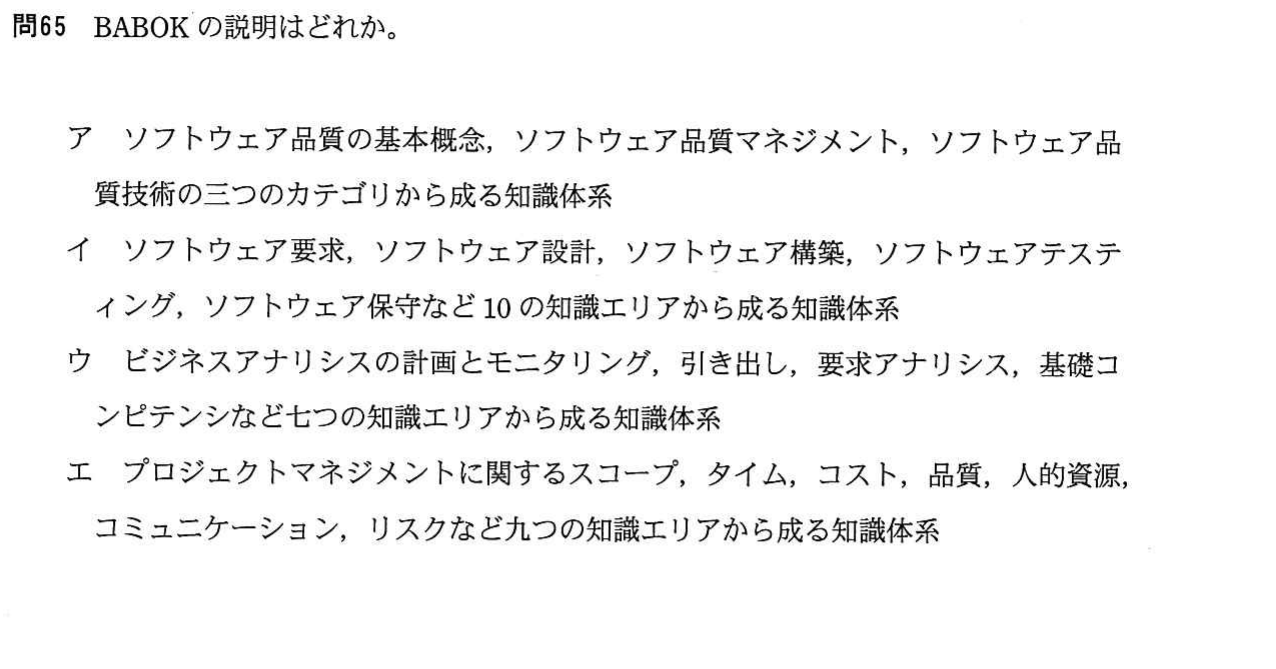 問65 BABOK の説明はどれか。
ア ソフトウェア品質の基本概念，ソフトウェア品質マネジメント，ソフトウェア品
質技術の三つのカテゴリから成る知識体系
イ ソフトウェア要求，ソフトウェア設計，ソフトウェア構築，ソフトウェアテステ
ィング，ソフトウェア保守など 10 の知識エリアから成る知識体系
ウ ビジネスアナリシスの計画とモニタリング，引き出し，要求アナリシス，基礎コ
ンピテンシなど七つの知識エリアから成る知識体系
エ プロジェクトマネジメントに関するスコープ，タイム，コスト，品質，人的資源，
コミュニケーション，リスクなど九つの知識エリアから成る知識体系